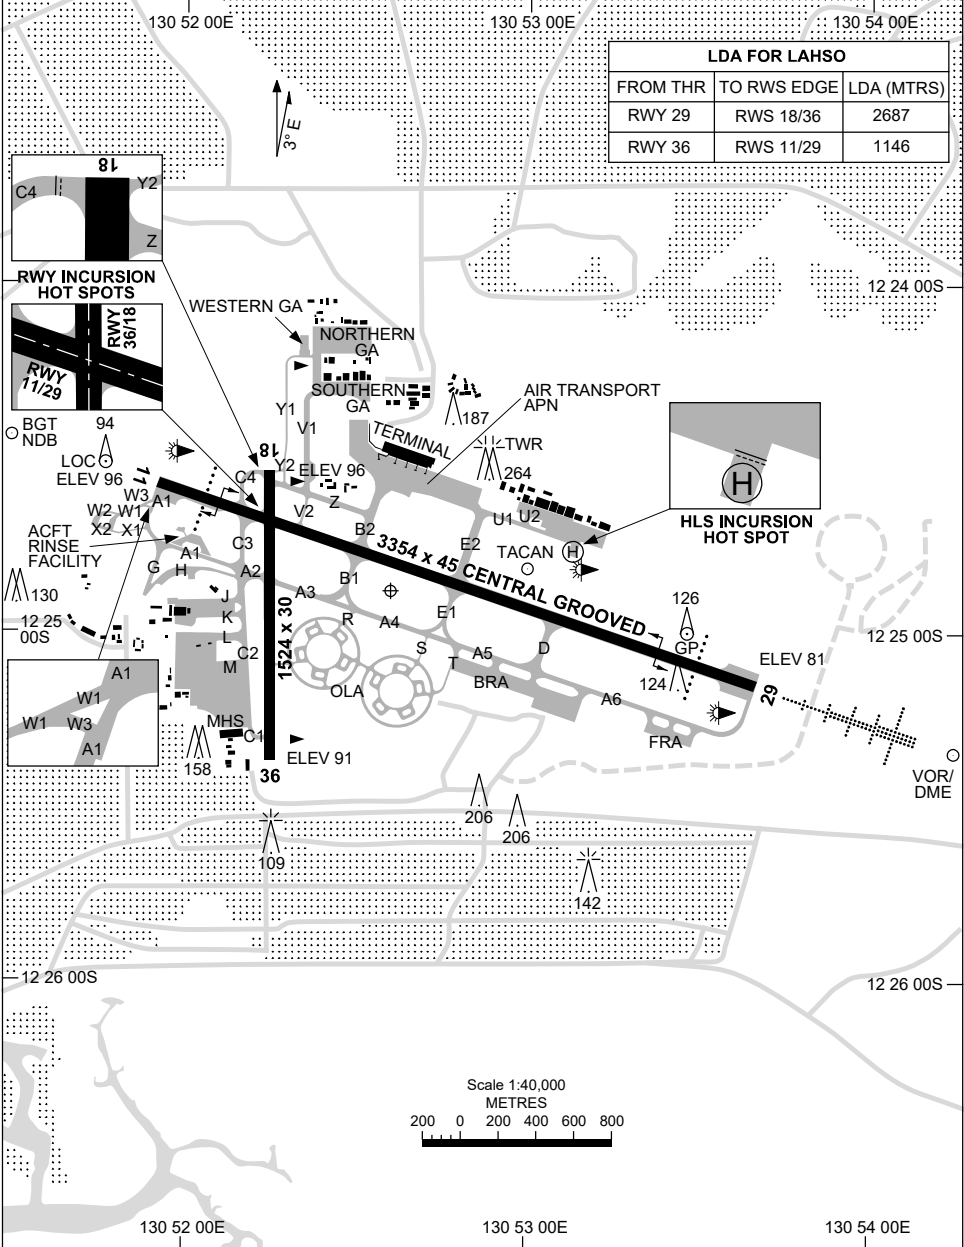 130 52 00E
130 53 00E
130 54 00E
LDA FOR LAHSO
FROM THR TO RWS EDGE LDA (MTRS)
RWY 29 RWS 18/36 2687
RWY 36 RWS 11/29 1146
3° E
18
C4
Y2
Z
RWY INCURSION
HOT SPOTS
12 24 00S
RWY
36/18
RWY
11/29
WESTERN GA
NORTHERN
GA
SOUTHERN
GA
AIR TRANSPORT
APN
Y1
V1
187
BGT
NDB
94
LOC
ELEV 96
TERMINAL
TWR
264
H
HLS INCURSION
HOT SPOT
11
18
C4
Y2
ELEV 96
V2
Z
B2
U1
U2
E2
TACAN
H
W3
A1
W2
W1
X2
X1
ACFT
RINSE
FACILITY
A1
G
H
C3
A2
3354 x 45 CENTRAL GROOVED
130
12 25
00S
J
K
L
M
C2
1524 x 30
A3
B1
R
A4
E1
S
T
A5
D
BRA
OLA
126
GP
124
12 25 00S
ELEV 81
29
A6
FRA
A1
W1
W1
W3
A1
MHS
C1
158
36
ELEV 91
VOR/
DME
206
206
109
142
12 26 00S
12 26 00S
Scale 1:40,000
METRES
200 0 200 400 600 800
130 52 00E
130 53 00E
130 54 00E